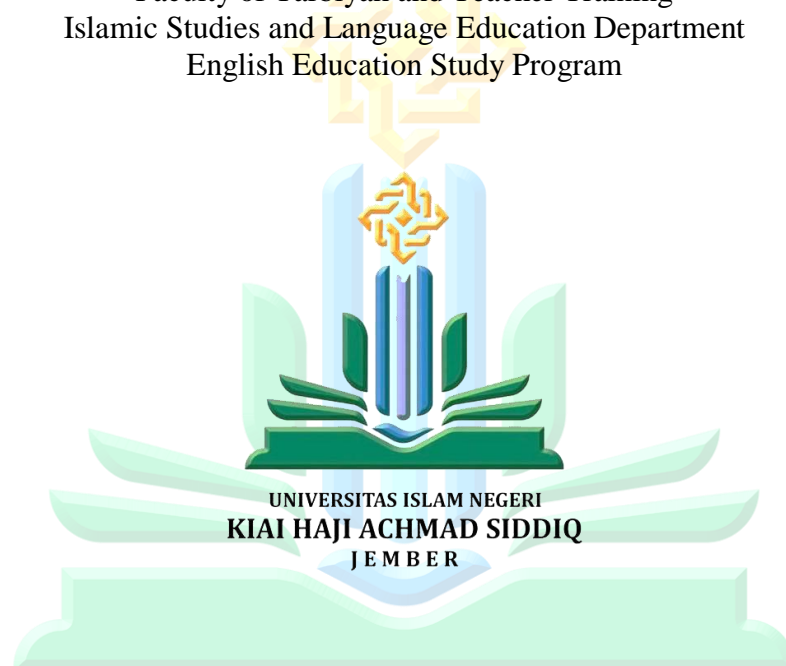 Faculty of Tarbiyah and Teacher Training
Islamic Studies and Language Education Department
English Education Study Program
UNIVERSITAS ISLAM NEGERI
KIAI HAJI ACHMAD SIDDIQ
JEMBER